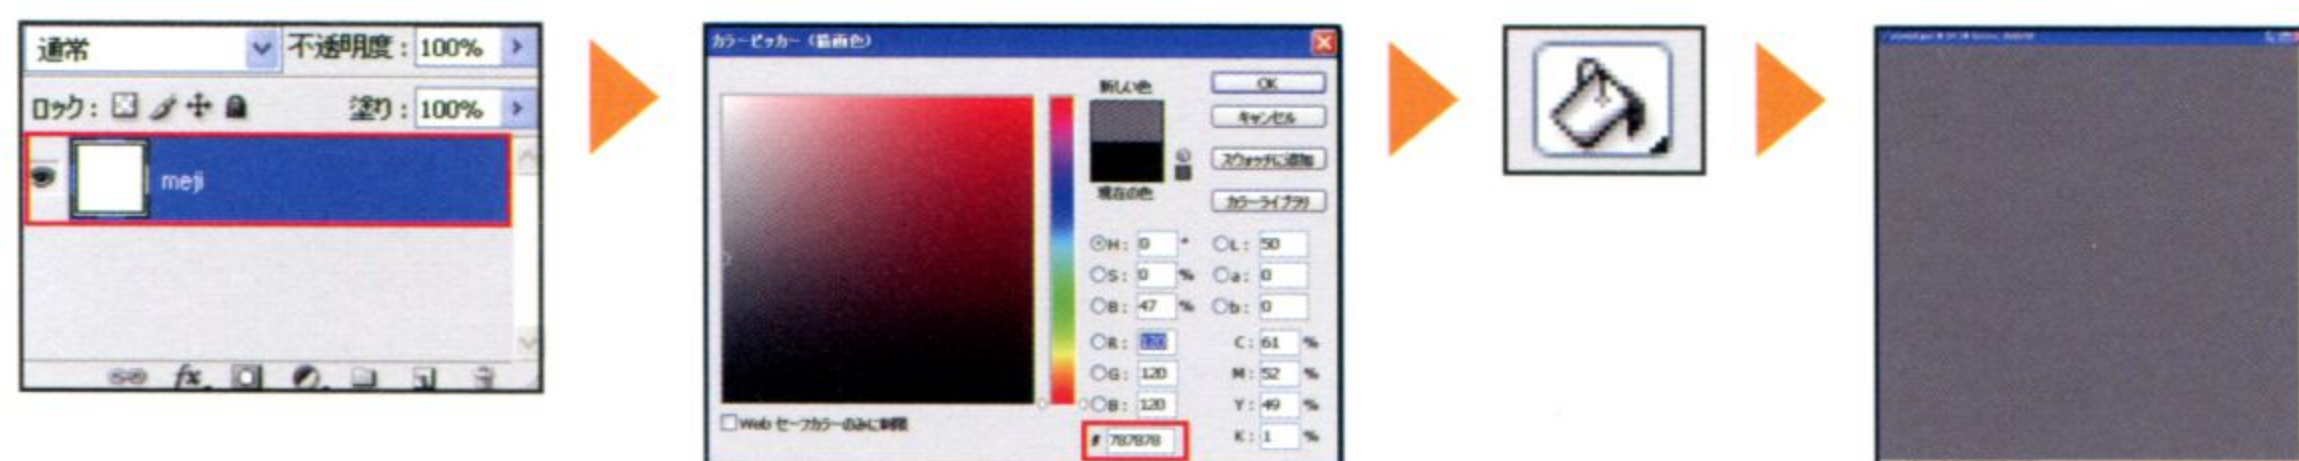 通常
不透明度: 100%
ロック:
塗り: 100%
meji
fx
カラーピッカー (描画色)
新しい色
現在の色
OK
キャンセル
スウォッチに追加
カラーライブラリ
H: 0 °
S: 0 %
B: 47 %
R: 120
G: 120
B: 120
# 787878
L: 50
a: 0
b: 0
C: 61 %
M: 52 %
Y: 49 %
K: 1 %
Web セーフカラーのみに制限